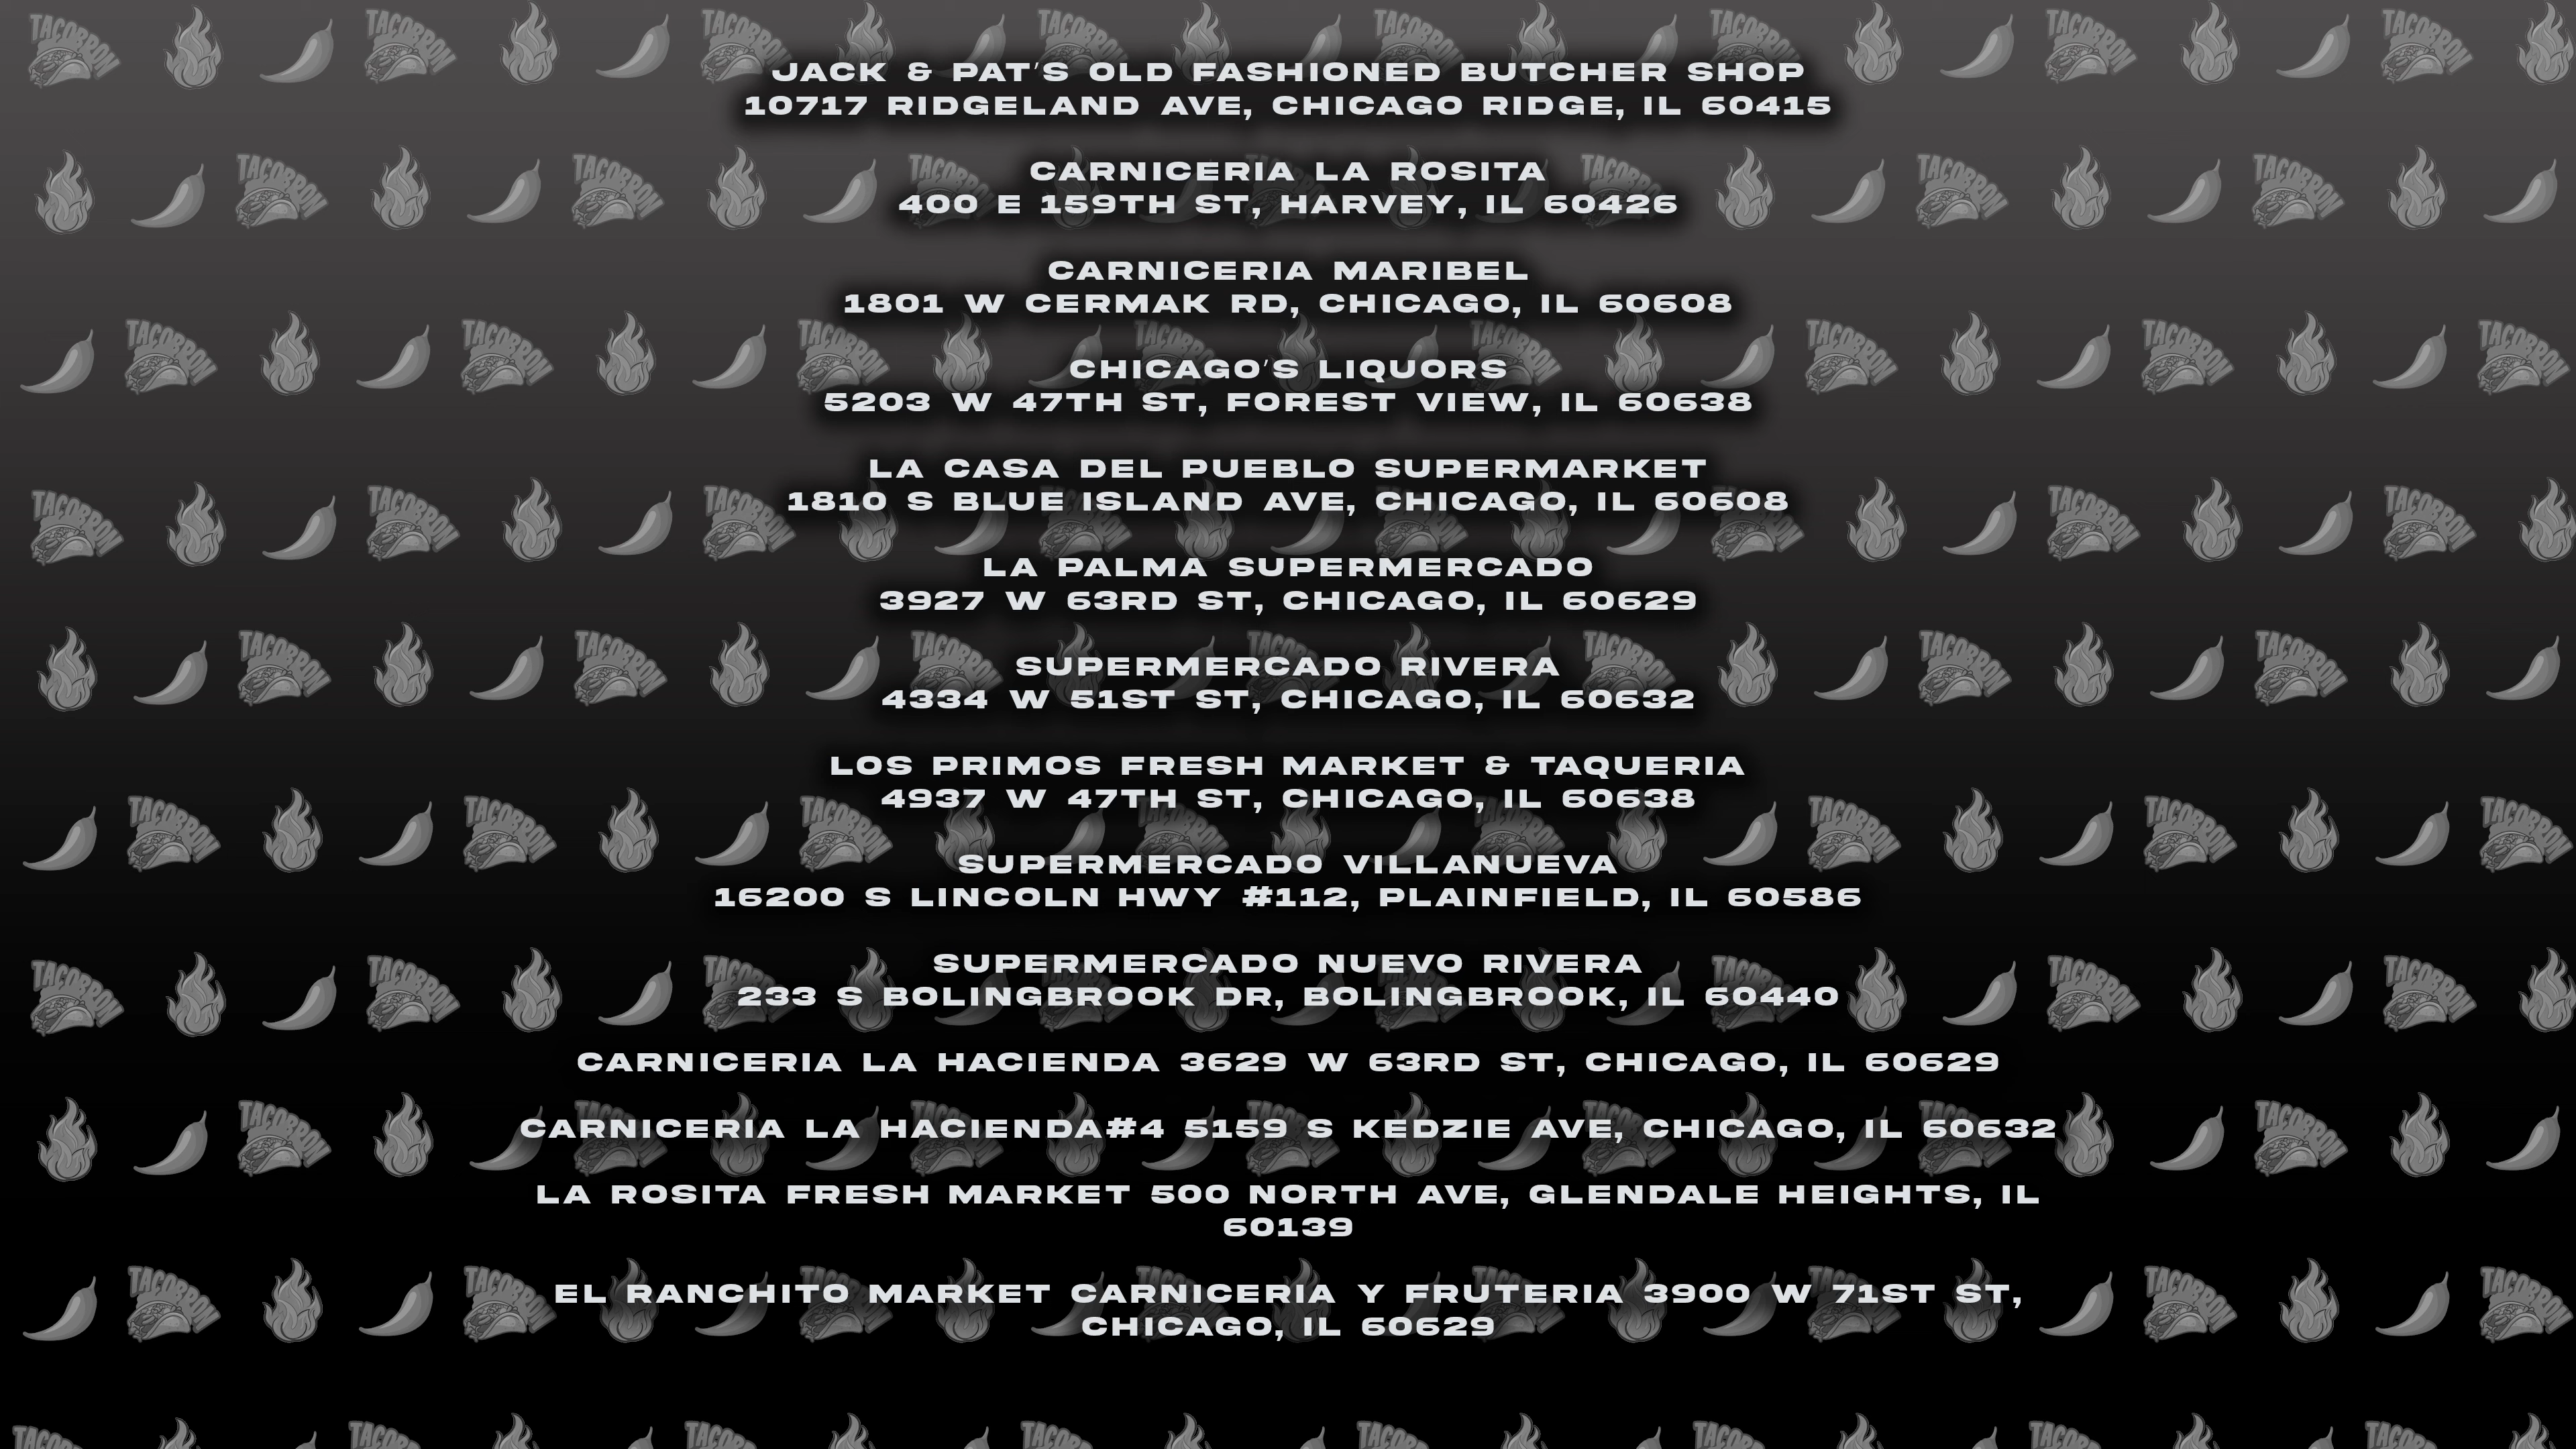 JACK & PAT'S OLD FASHIONED BUTCHER SHOP
10717 RIDGELAND AVE, CHICAGO RIDGE, IL 60415
CARNICERIA LA ROSITA
400 E 159TH ST, HARVEY, IL 60426
CARNICERIA MARIBEL
1801 W CERMAK RD, CHICAGO, IL 60608
CHICAGO'S LIQUORS
5203 W 47TH ST, FOREST VIEW, IL 60638
LA CASA DEL PUEBLO SUPERMARKET
1810 S BLUE ISLAND AVE, CHICAGO, IL 60608
LA PALMA SUPERMERCADO
3927 W 63RD ST, CHICAGO, IL 60629
SUPERMERCADO RIVERA
4334 W 51ST ST, CHICAGO, IL 60632
LOS PRIMOS FRESH MARKET & TAQUERIA
4937 W 47TH ST, CHICAGO, IL 60638
SUPERMERCADO VILLANUEVA
16200 S LINCOLN HWY #112, PLAINFIELD, IL 60586
SUPERMERCADO NUEVO RIVERA
233 S BOLINGBROOK DR, BOLINGBROOK, IL 60440
CARNICERIA LA HACIENDA 3629 W 63RD ST, CHICAGO, IL 60629
CARNICERIA LA HACIENDA#4 5159 S KEDZIE AVE, CHICAGO, IL 60632
LA ROSITA FRESH MARKET 500 NORTH AVE, GLENDALE HEIGHTS, IL
60139
EL RANCHITO MARKET CARNICERIA Y FRUTERIA 3900 W 71ST ST,
CHICAGO, IL 60629